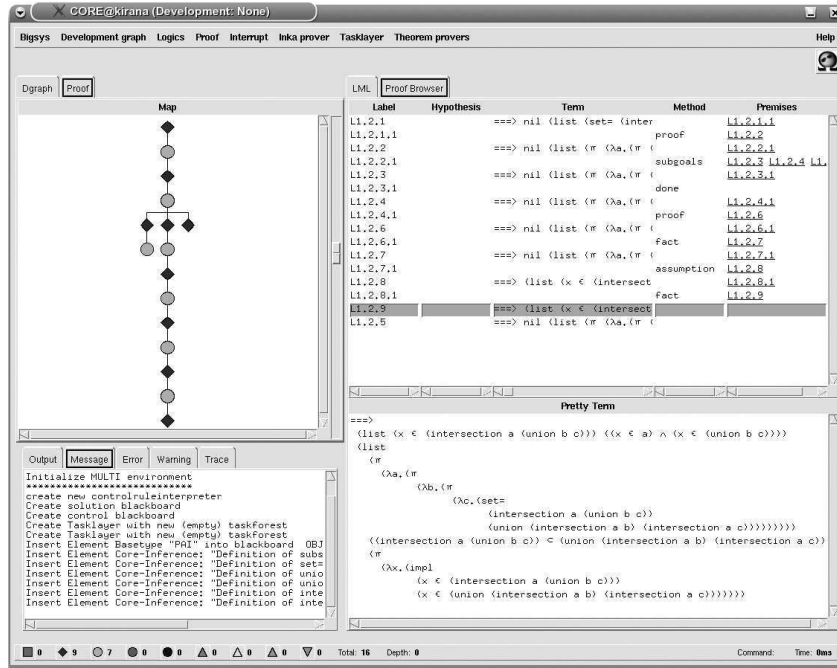 CORE@kirana (Development: None)
Bigsys Development graph Logics Proof Interrupt Inka prover Tasklayer Theorem provers Help
Dgraph Proof
Map
LML Proof Browser
Label Hypothesis Term Method Premises
L1.2.1 ===> nil (list (set= (inter L1.2.1.1
L1.2.1.1 proof L1.2.2
L1.2.2 ===> nil (list (π (λa.(π ( L1.2.2.1
L1.2.2.1 subgoals L1.2.3 L1.2.4 L1.
L1.2.3 ===> nil (list (π (λa.(π ( L1.2.3.1
L1.2.3.1 done
L1.2.4 ===> nil (list (π (λa.(π ( L1.2.4.1
L1.2.4.1 proof L1.2.6
L1.2.6 ===> nil (list (π (λa.(π ( L1.2.6.1
L1.2.6.1 fact L1.2.7
L1.2.7 ===> nil (list (π (λa.(π ( L1.2.7.1
L1.2.7.1 assumption L1.2.8
L1.2.8 ===> (list (x ∈ (intersect L1.2.8.1
L1.2.8.1 fact L1.2.9
L1.2.9 ===> (list (x ∈ (intersect
L1.2.5 ===> nil (list (π (λa.(π (
Pretty Term
===>
(list (x ∈ (intersection a (union b c))) ((x ∈ a) ∧ (x ∈ (union b c))))
(list
(π
(λa.(π
(λb.(π
(λc.(set=
(intersection a (union b c))
(union (intersection a b) (intersection a c)))))))))
((intersection a (union b c)) ⊂ (union (intersection a b) (intersection a c)))
(π
(λx.(impl
(x ∈ (intersection a (union b c)))
(x ∈ (union (intersection a b) (intersection a c)))))))
Output Message Error Warning Trace
Initialize MULTI environment
****************************
create new controlruleinterpreter
Create solution blackboard
Create control blackboard
Create Tasklayer with new (empty) taskforest
Create Tasklayer with new (empty) taskforest
Insert Element Basetype "PAI" into blackboard OBJ
Insert Element Core-Inference: "Definition of subs
Insert Element Core-Inference: "Definition of set=
Insert Element Core-Inference: "Definition of unio
Insert Element Core-Inference: "Definition of unio
Insert Element Core-Inference: "Definition of inte
Insert Element Core-Inference: "Definition of inte
0 9 7 0 0 0 0 0 0 Total: 16 Depth: 0 Command: Time: 0ms